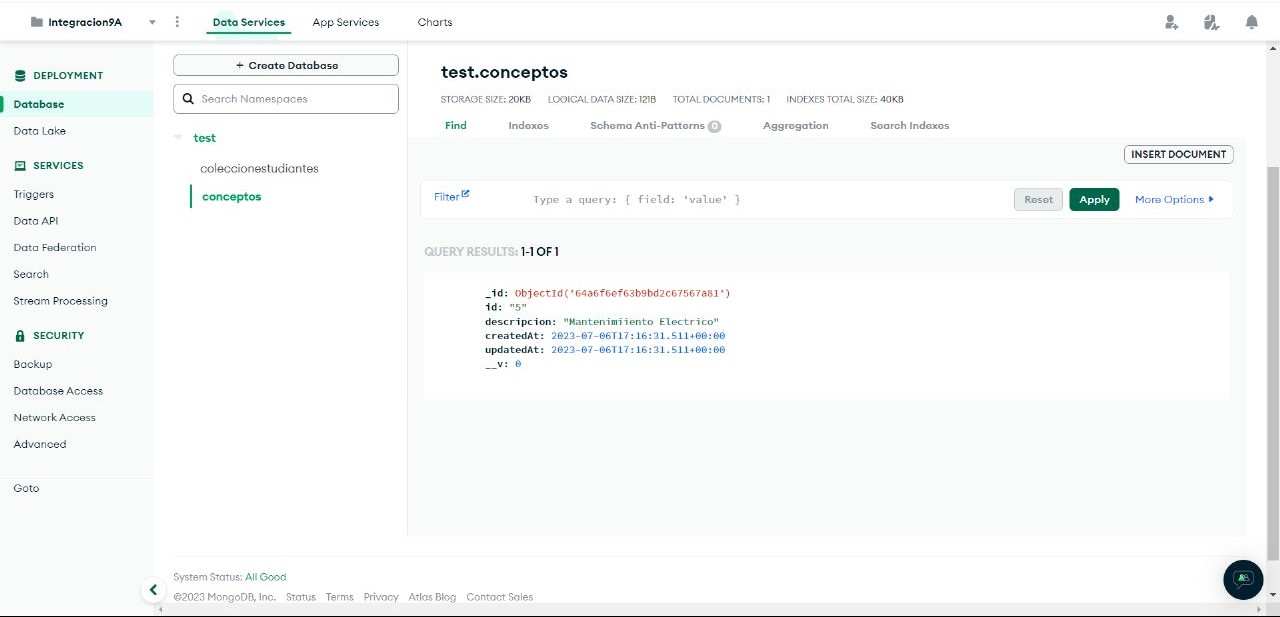 Integracion9A
Data Services
App Services
Charts
DEPLOYMENT
Database
Data Lake
SERVICES
Triggers
Data API
Data Federation
Search
Stream Processing
SECURITY
Backup
Database Access
Network Access
Advanced
Goto
+ Create Database
Search Namespaces
test
coleccionestudiantes
conceptos
test.conceptos
STORAGE SIZE: 20KB LOGICAL DATA SIZE: 121B TOTAL DOCUMENTS: 1 INDEXES TOTAL SIZE: 40KB
Find Indexes Schema Anti-Patterns 0 Aggregation Search Indexes
INSERT DOCUMENT
Filter Type a query: { field: 'value' } Reset Apply More Options
QUERY RESULTS: 1-1 OF 1
_id: ObjectId('64a6f6ef63b9bd2c67567a81')
id: "5"
descripcion: "Mantenimiiento Electrico"
createdAt: 2023-07-06T17:16:31.511+00:00
updatedAt: 2023-07-06T17:16:31.511+00:00
__v: 0
System Status: All Good
©2023 MongoDB, Inc. Status Terms Privacy Atlas Blog Contact Sales